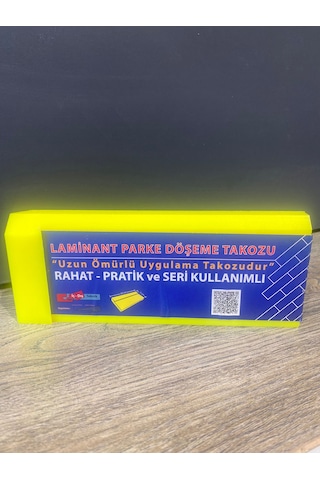 LAMİNANT PARKE DÖŞEME TAKOZU
"Uzun Ömürlü Uygulama Takozudur"
RAHAT - PRATİK ve SERİ KULLANIMLI